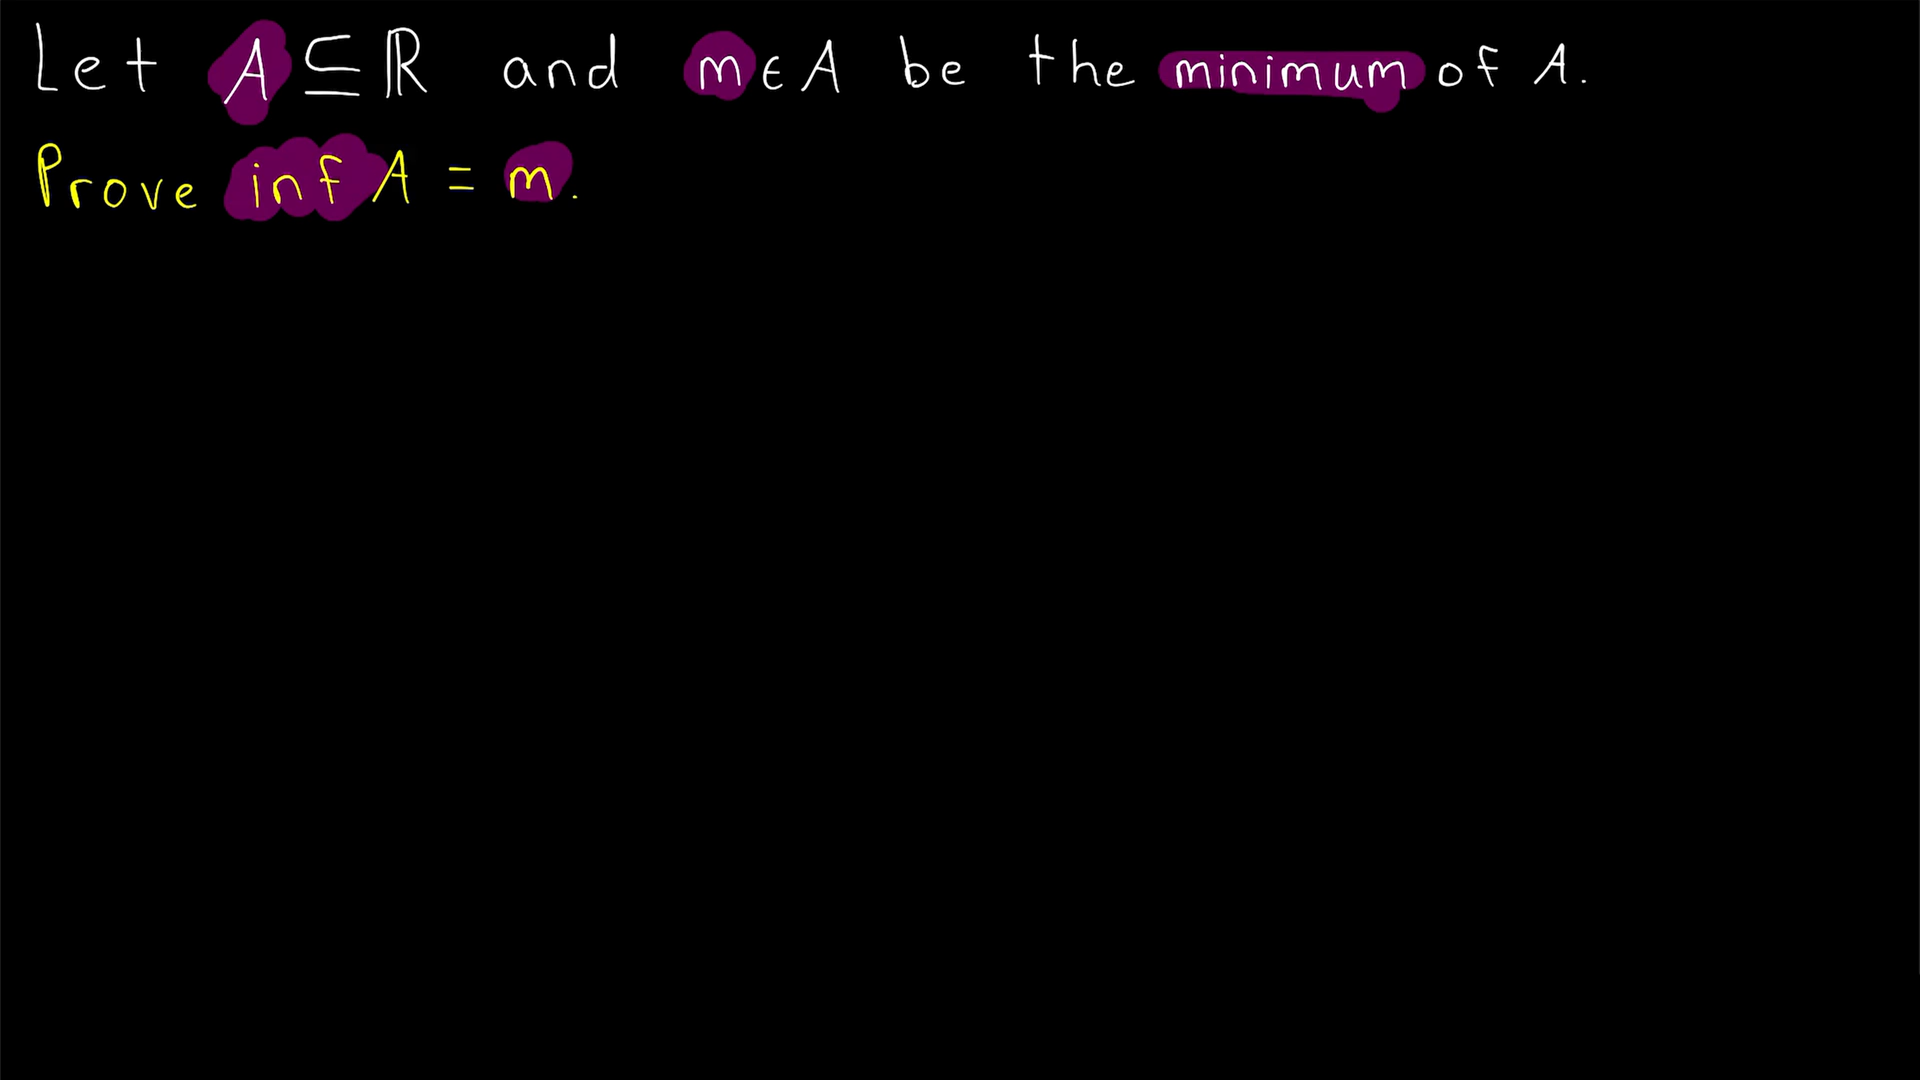 Let A ⊆ ℝ and m ∈ A be the minimum of A.
Prove inf A = m.